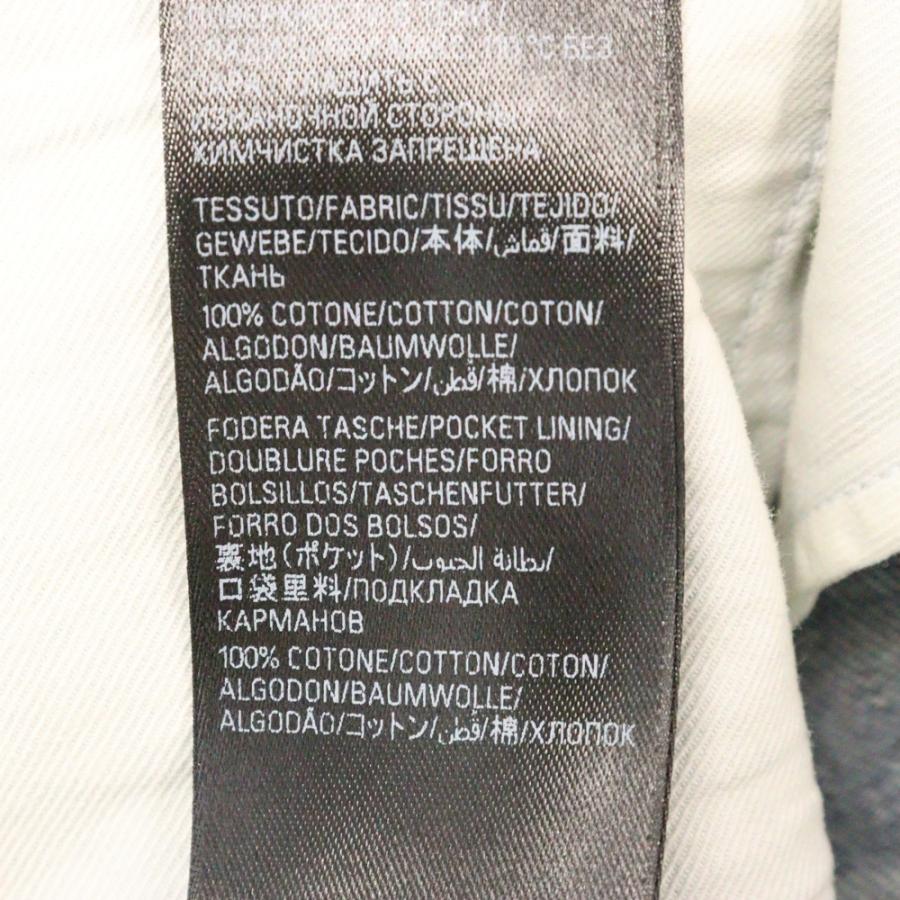 °C БЕЗ
ИЗНАНОЧНОЙ СТОРОНЫ
ХИМЧИСТКА ЗАПРЕЩЕНА
TESSUTO/FABRIC/TISSU/TEJIDO/
GEWEBE/TECIDO/本体/قماش/面料/
ТКАНЬ
100% COTONE/COTTON/COTON/
ALGODON/BAUMWOLLE/
ALGODÃO/コットン/قطن/棉/ХЛОПОК
FODERA TASCHE/POCKET LINING/
DOUBLURE POCHES/FORRO
BOLSILLOS/TASCHENFUTTER/
FORRO DOS BOLSOS/
裏地(ポケット)/بطانة الجيوب/
口袋里料/ПОДКЛАДКА
КАРМАНОВ
100% COTONE/COTTON/COTON/
ALGODON/BAUMWOLLE/
ALGODÃO/コットン/قطن/棉/ХЛОПОК